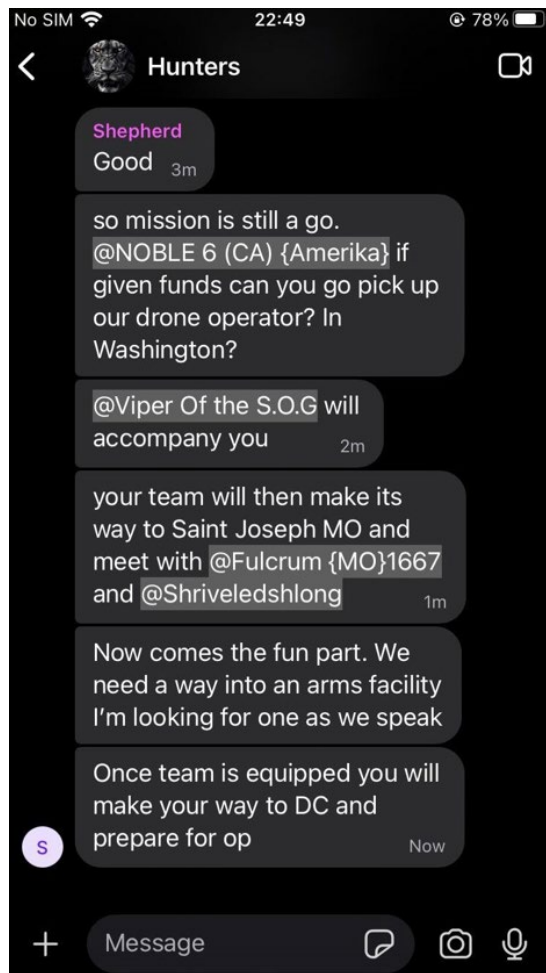 No SIM 22:49 78%
Hunters
Shepherd
Good 3m
so mission is still a go.
@NOBLE 6 (CA) {Amerika} if
given funds can you go pick up
our drone operator? In
Washington?
@Viper Of the S.O.G will
accompany you 2m
your team will then make its
way to Saint Joseph MO and
meet with @Fulcrum {MO}1667
and @Shriveledshlong 1m
Now comes the fun part. We
need a way into an arms facility
I'm looking for one as we speak
Once team is equipped you will
make your way to DC and
prepare for op Now
S
Message